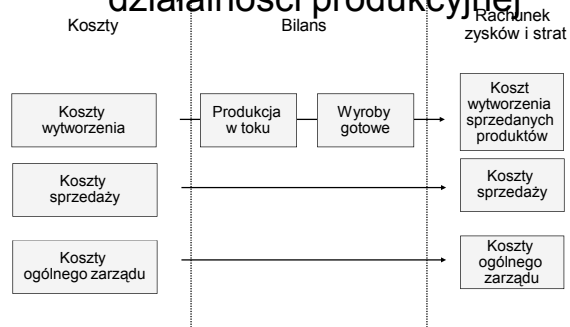 działalności produkcyjnej
Koszty
Bilans
Rachunek
zysków i strat
Koszty
wytworzenia
Produkcja
w toku
Wyroby
gotowe
Koszt
wytworzenia
sprzedanych
produktów
Koszty
sprzedaży
Koszty
sprzedaży
Koszty
ogólnego zarządu
Koszty
ogólnego
zarządu